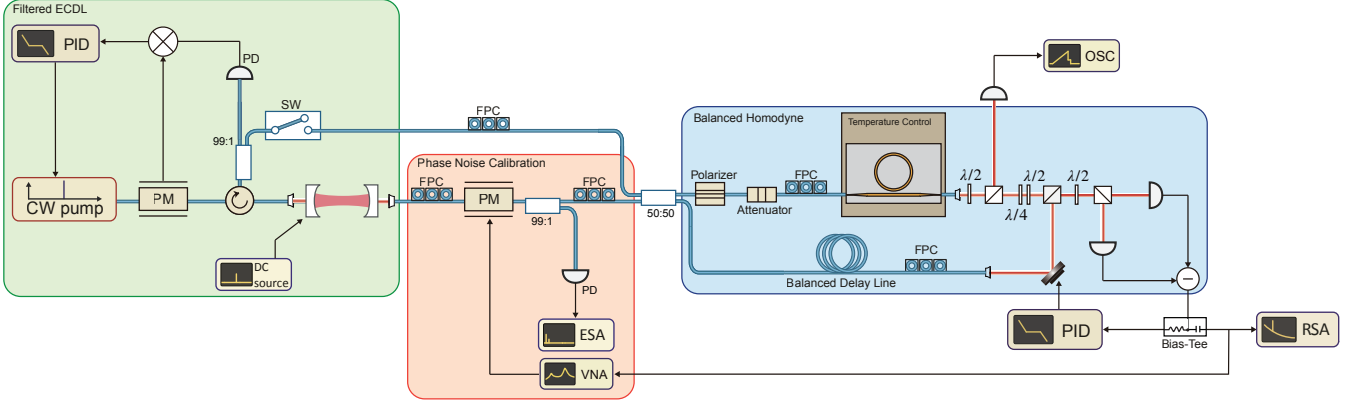 Filtered ECDL
PID
PD
SW
99:1
CW pump
PM
DC
source
FPC
Phase Noise Calibration
FPC
PM
FPC
99:1
PD
ESA
VNA
50:50
Balanced Homodyne
Polarizer
Attenuator
FPC
Temperature Control
λ/2
λ/2
λ/4
λ/2
OSC
FPC
Balanced Delay Line
PID
Bias-Tee
RSA